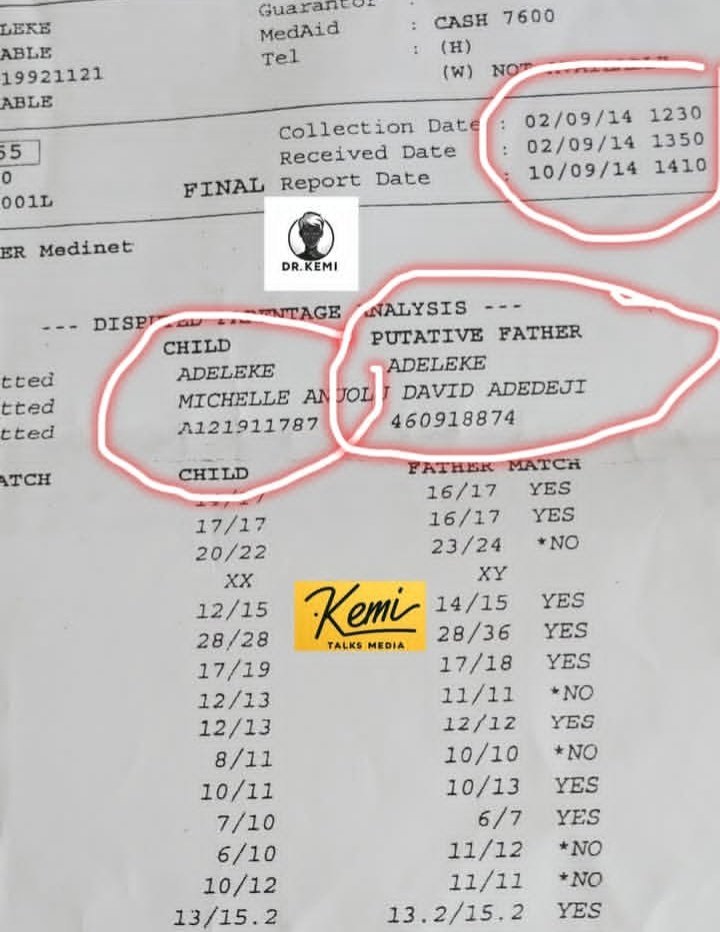 Guarantor :
LEKE MedAid : CASH 7600
ABLE Tel : (H)
19921121 (W) NOT AVAILABLE
ABLE
Collection Date : 02/09/14 1230
55 Received Date : 02/09/14 1350
0 FINAL Report Date : 10/09/14 1410
001L
DR.KEMI
ER Medinet
--- DISPUTED PARENTAGE ANALYSIS ---
CHILD PUTATIVE FATHER
tted ADELEKE ADELEKE
tted MICHELLE ANJOLU DAVID ADEDEJI
tted A121911787 460918874
ATCH CHILD FATHER MATCH
16/17 YES
17/17 16/17 YES
20/22 23/24 *NO
XX XY
12/15 14/15 YES
28/28 28/36 YES
Kemi
TALKS MEDIA
17/19 17/18 YES
12/13 11/11 *NO
12/13 12/12 YES
8/11 10/10 *NO
10/11 10/13 YES
7/10 6/7 YES
6/10 11/12 *NO
10/12 11/11 *NO
13/15.2 13.2/15.2 YES